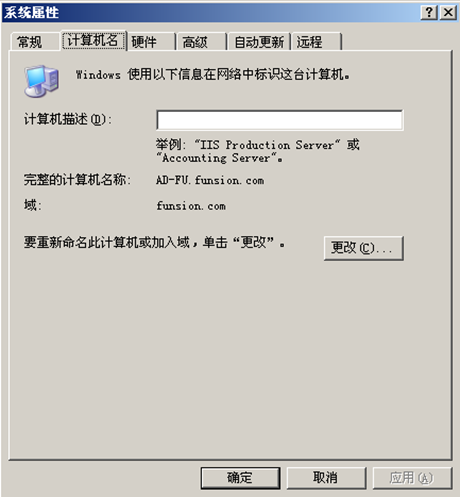 系统属性
常规 计算机名 硬件 高级 自动更新 远程
Windows 使用以下信息在网络中标识这台计算机。
计算机描述(D):
举例: "IIS Production Server" 或
"Accounting Server"。
完整的计算机名称: AD-FU.funsion.com
域: funsion.com
要重新命名此计算机或加入域,单击“更改”。 更改(C)...
确定 取消 应用(A)